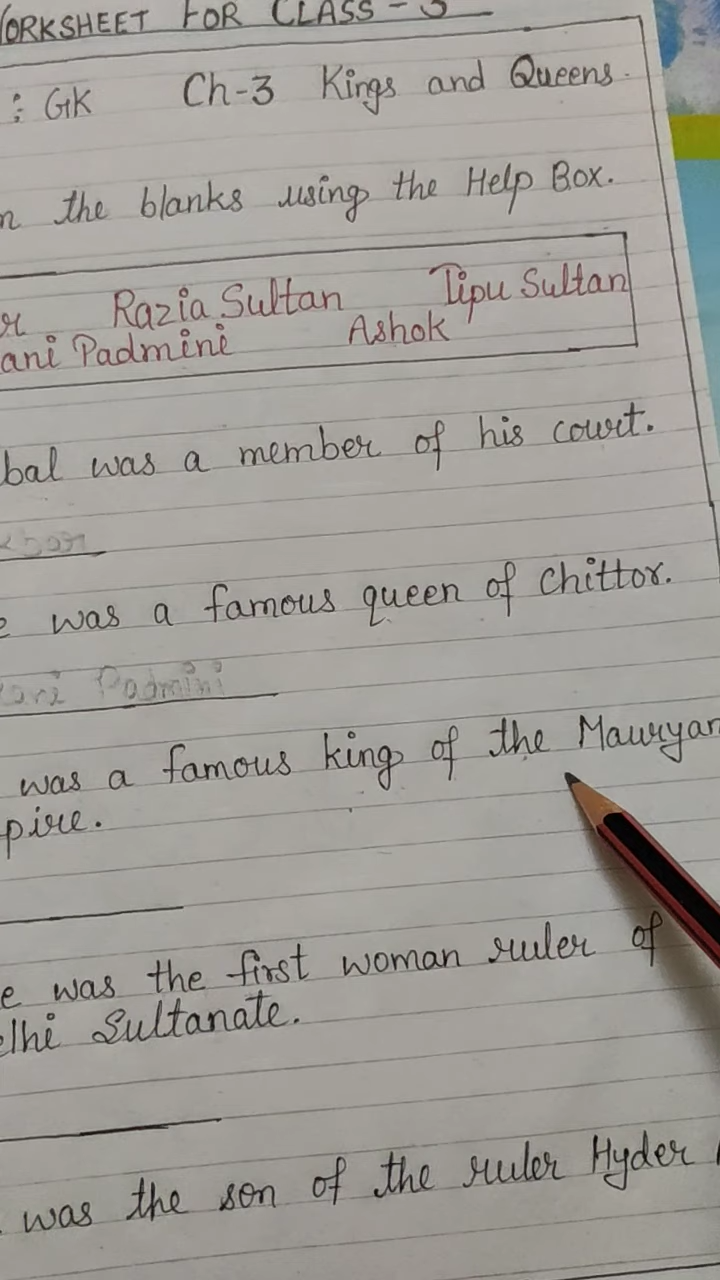 WORKSHEET FOR CLASS - 3
: GK Ch-3 Kings and Queens.
the blanks using the Help Box.
Razia Sultan Tipu Sultan
ani Padmini Ashok
bal was a member of his court.
e was a famous queen of Chittor.
Padmini
was a famous king of the Mauryan
pire.
e was the first woman ruler of
elhi Sultanate.
was the son of the ruler Hyder